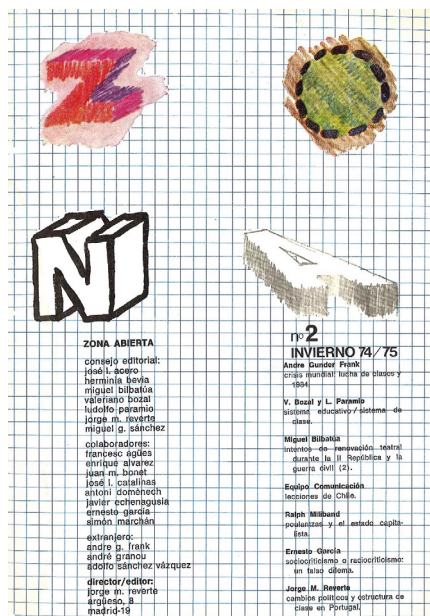 Z
O
N
A
ZONA ABIERTA
consejo editorial:
josé l. acero
herminia bevia
miguel bilbatúa
valeriano bozal
ludolfo paramio
jorge m. reverte
miguel g. sánchez
colaboradores:
francesc agües
enrique alvarez
juan m. bonet
josé l. catalinas
antoni domènech
javier echenagusia
ernesto garcía
simón marchán
extranjero:
andre g. frank
andré granou
adolfo sánchez vázquez
director/editor:
jorge m. reverte
argüeso, 8
madrid-19
nº 2
INVIERNO 74/75
Andre Gunder Frank
crisis mundial: lucha de clases y
1984.
V. Bozal y L. Paramio
sistema educativo/sistema de
clase.
Miguel Bilbatúa
intentos de renovación teatral
durante la II República y la
guerra civil (2).
Equipo Comunicación
lecciones de Chile.
Ralph Miliband
poulantzas y el estado capita-
lista.
Ernesto García
sociocriticismo o raciocriticismo:
un falso dilema.
Jorge M. Reverte
cambios políticos y estructura de
clase en Portugal.